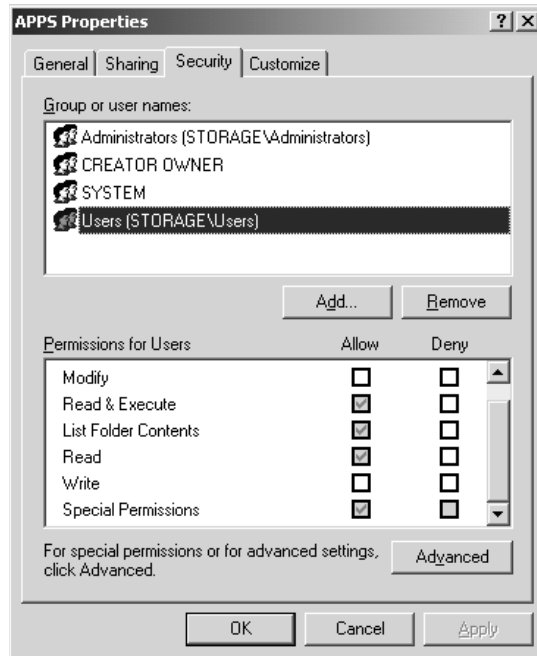 APPS Properties
General Sharing Security Customize
Group or user names:
Administrators (STORAGE\Administrators)
CREATOR OWNER
SYSTEM
Users (STORAGE\Users)
Add... Remove
Permissions for Users Allow Deny
Modify
Read & Execute
List Folder Contents
Read
Write
Special Permissions
For special permissions or for advanced settings,
click Advanced.
Advanced
OK Cancel Apply